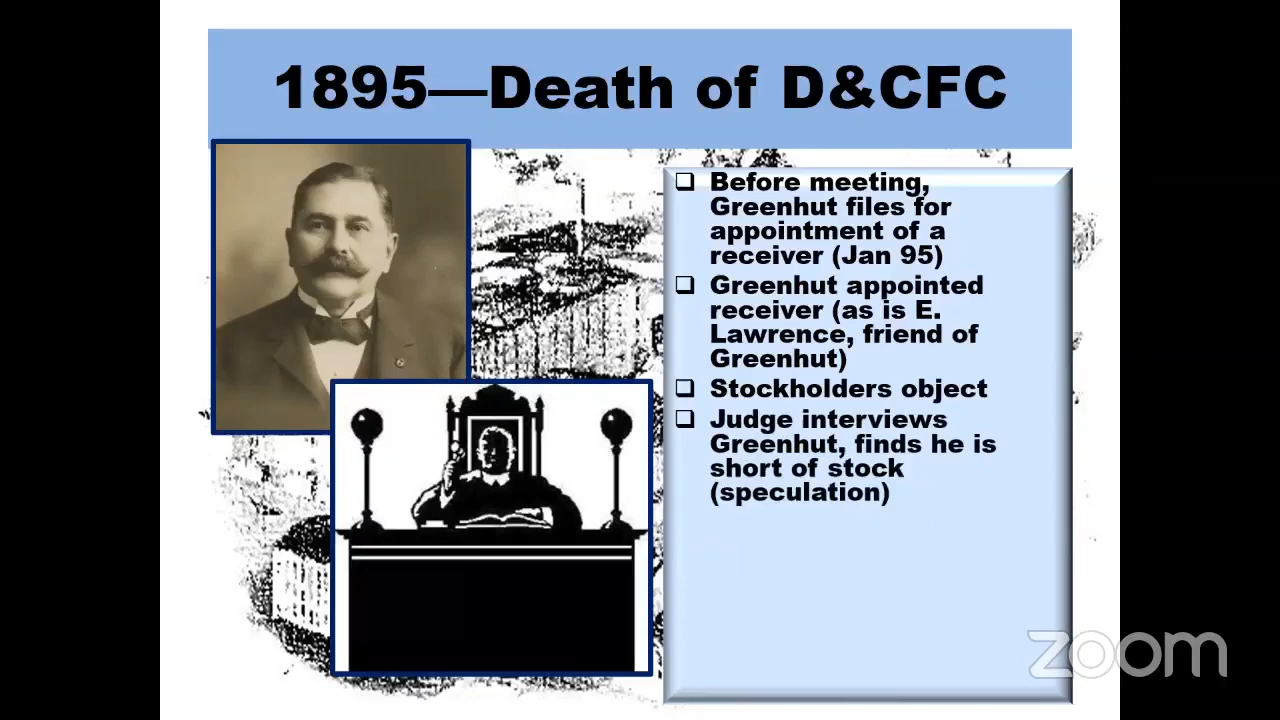 1895—Death of D&CFC
Before meeting,
Greenhut files for
appointment of a
receiver (Jan 95)
Greenhut appointed
receiver (as is E.
Lawrence, friend of
Greenhut)
Stockholders object
Judge interviews
Greenhut, finds he is
short of stock
(speculation)
zoom